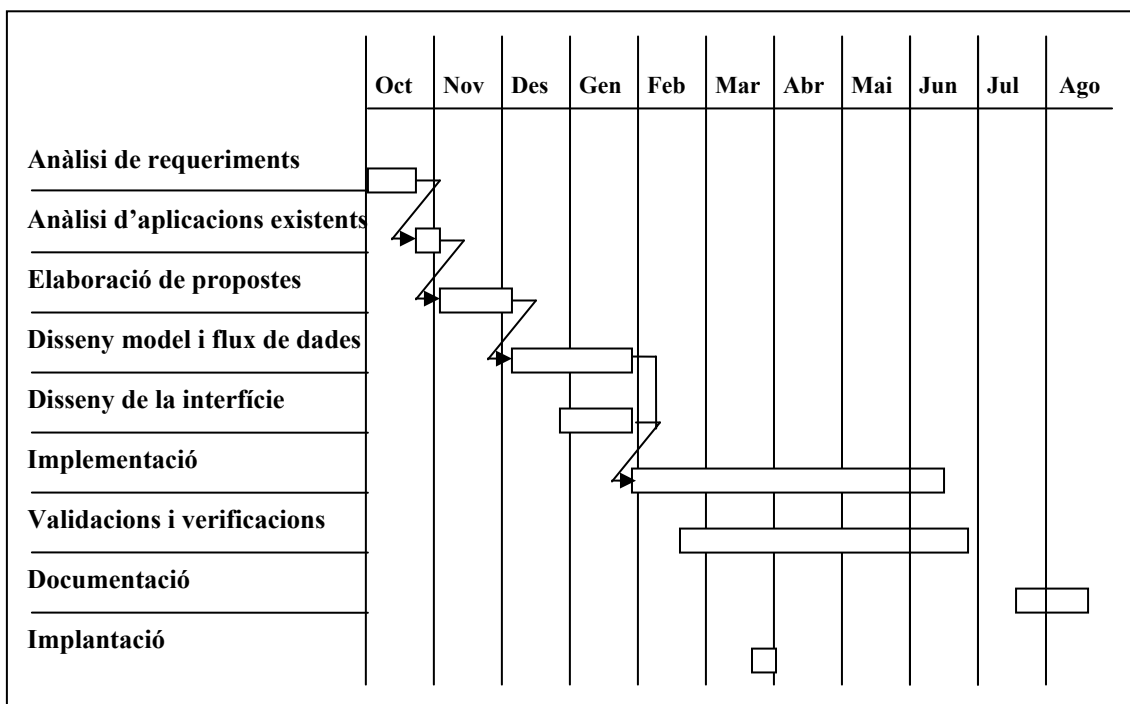 Oct Nov Des Gen Feb Mar Abr Mai Jun Jul Ago
Anàlisi de requeriments
Anàlisi d’aplicacions existents
Elaboració de propostes
Disseny model i flux de dades
Disseny de la interfície
Implementació
Validacions i verificacions
Documentació
Implantació